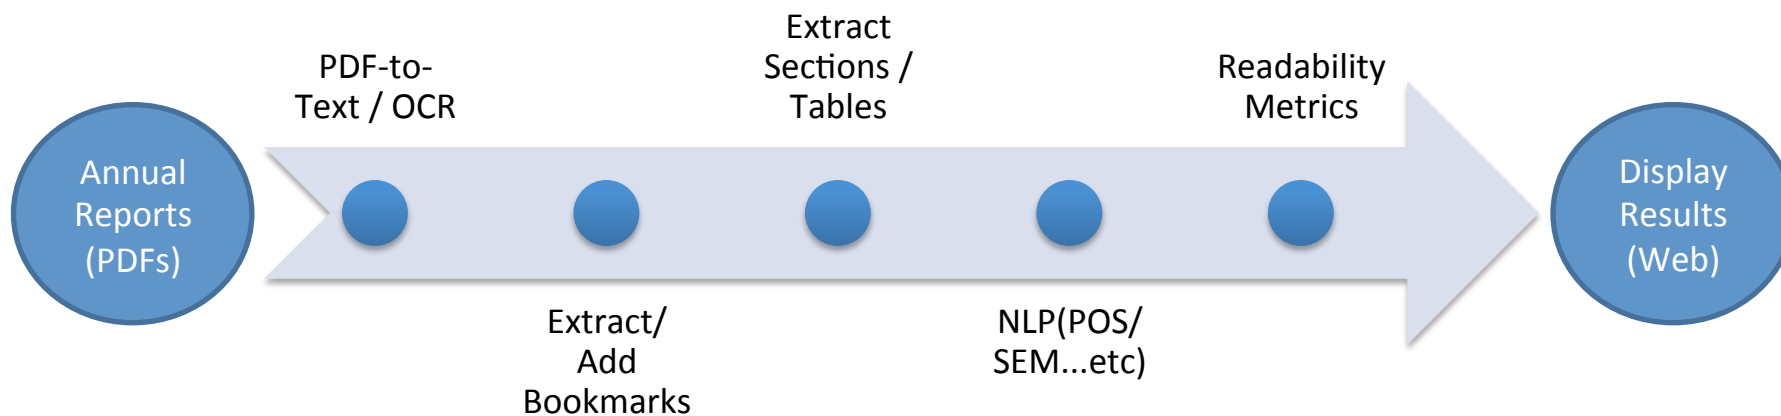 Annual
Reports
(PDFs)
PDF-to-
Text / OCR
Extract/
Add
Bookmarks
Extract
Sections /
Tables
NLP(POS/
SEM...etc)
Readability
Metrics
Display
Results
(Web)